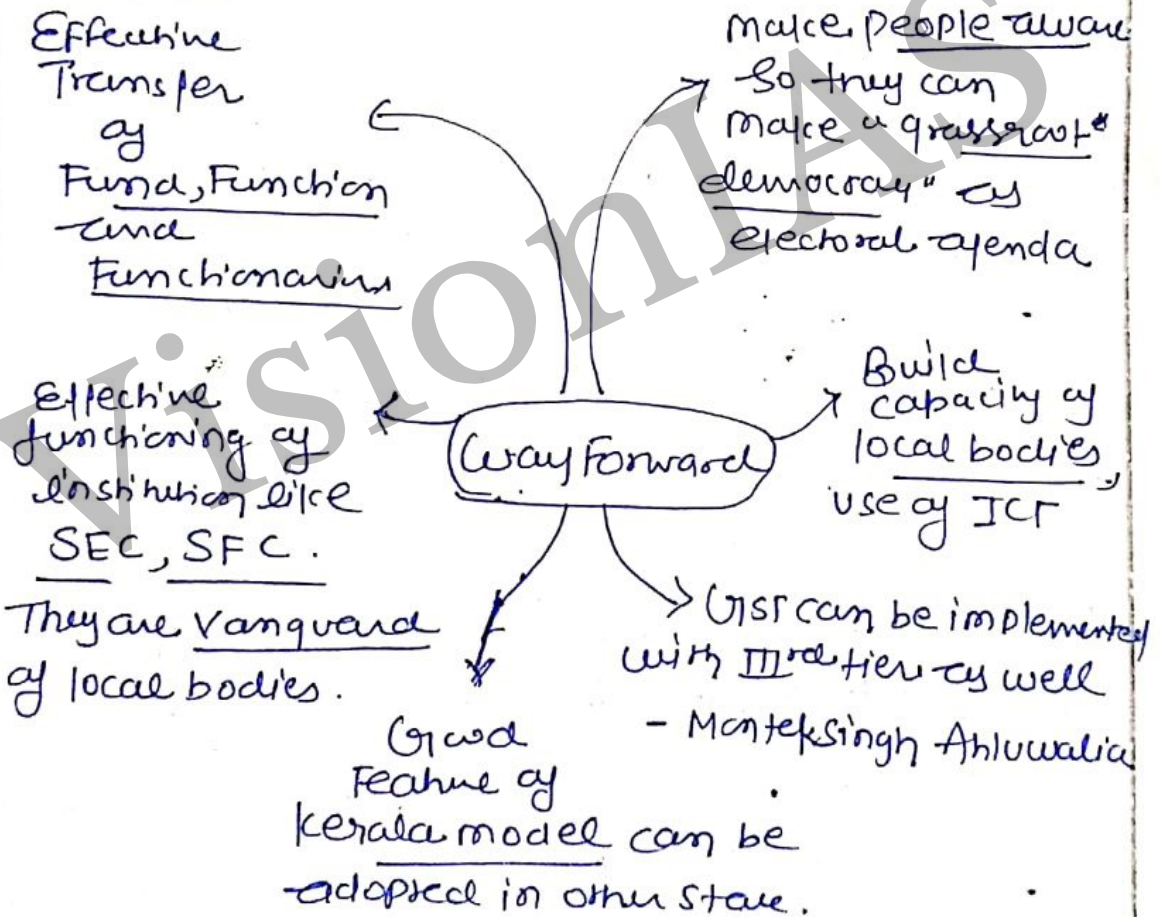 Effective
Transfer
of
Fund, Function
and
Functionaries
make people aware
so they can
make a "grassroot
democracy" as
electoral agenda
Effective
functioning of
institution like
SEC, SFC.
They are vanguard
of local bodies.
Way Forward
Build
capacity of
local bodies,
use of ICT
GST can be implemented
with IIIrd tier as well
- Monteksingh Ahluwalia
Good
Feature of
Kerala model can be
adopted in other state.
VisionIAS